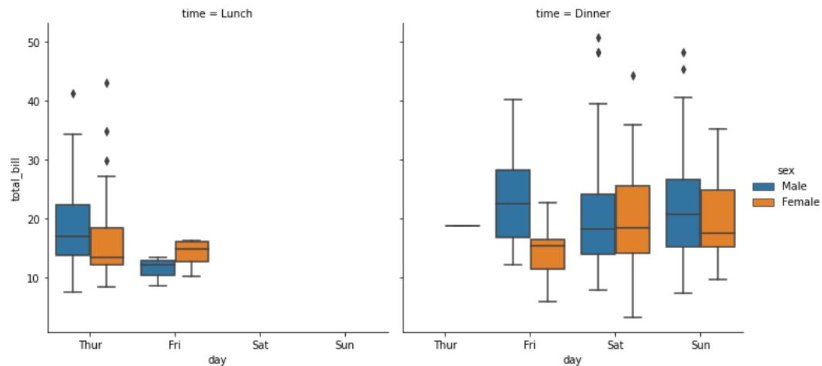 time = Lunch
time = Dinner
50
40
30
20
10
total_bill
Thur Fri Sat Sun
day
Thur Fri Sat Sun
day
sex
Male
Female